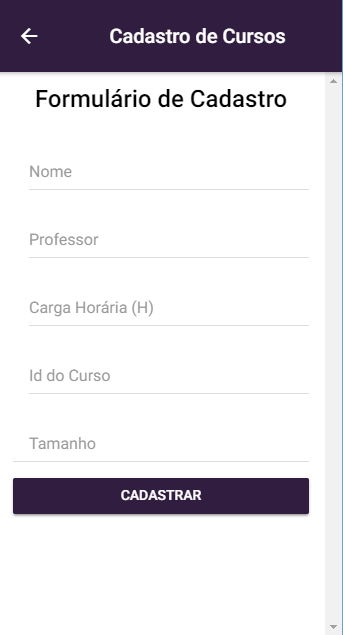 Cadastro de Cursos
Formulário de Cadastro
Nome
Professor
Carga Horária (H)
Id do Curso
Tamanho
CADASTRAR